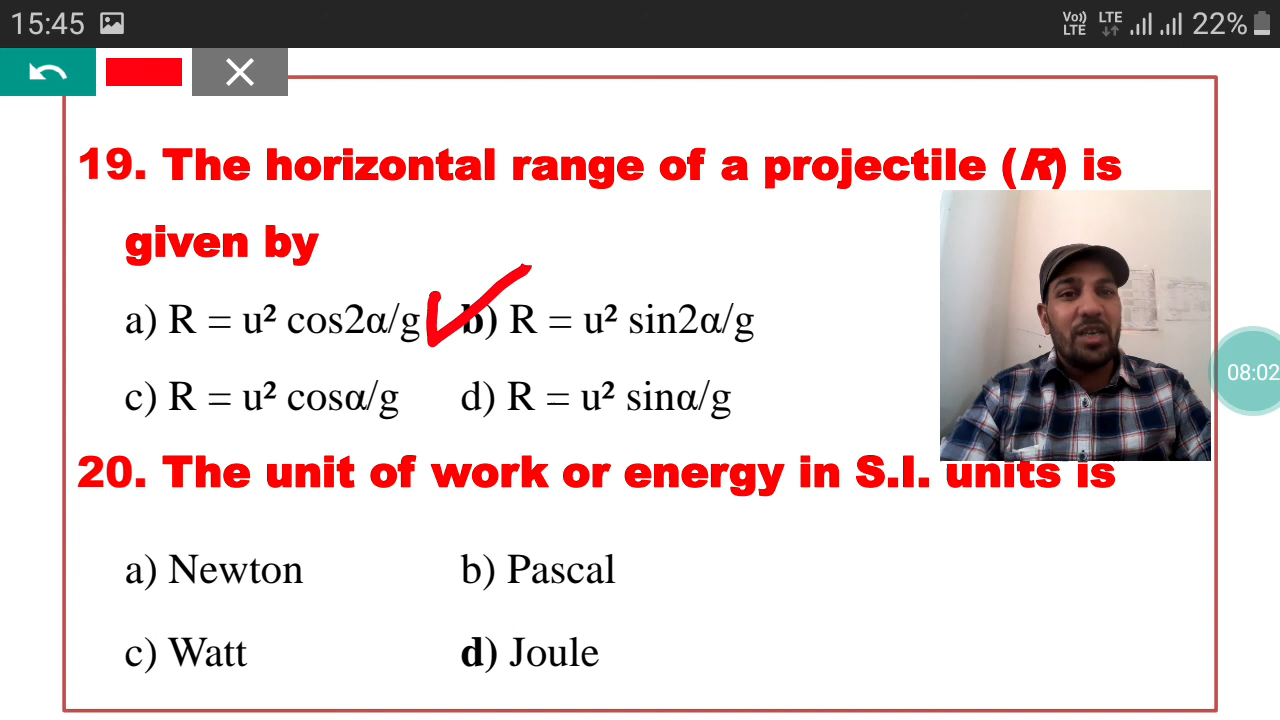 15:45 Vo)) LTE LTE 22%
19. The horizontal range of a projectile (R) is
given by
a) R = u² cos2α/g b) R = u² sin2α/g
08:02
c) R = u² cosα/g d) R = u² sinα/g
20. The unit of work or energy in S.I. units is
a) Newton b) Pascal
c) Watt d) Joule